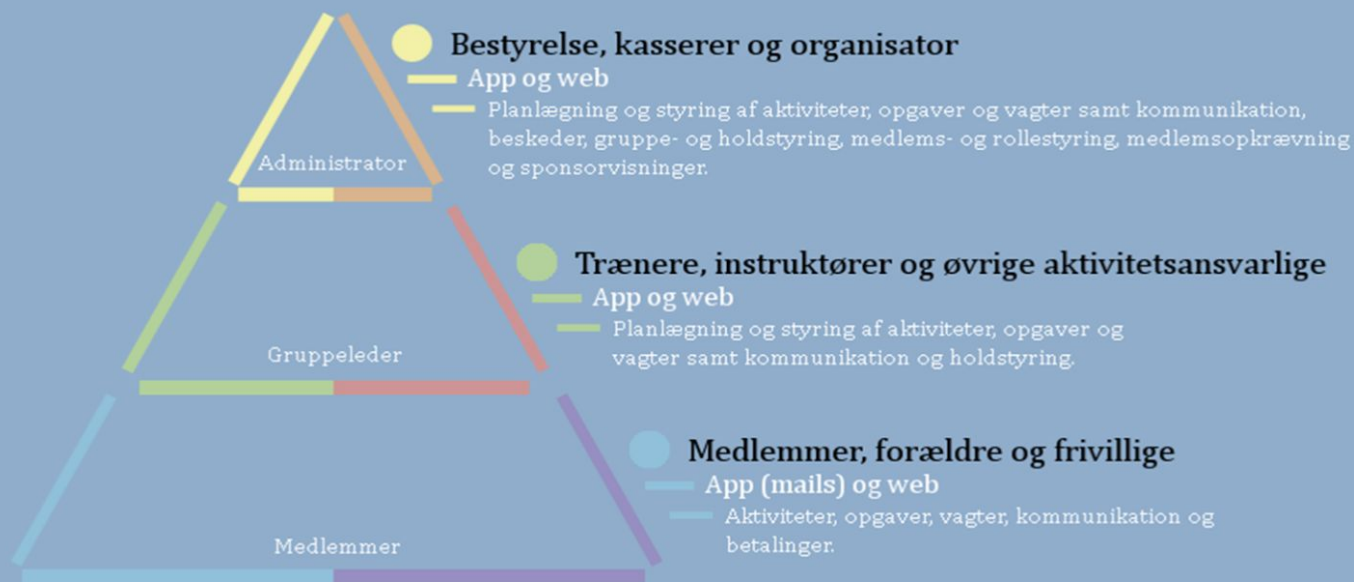 Bestyrelse, kasserer og organisator
App og web
Planlægning og styring af aktiviteter, opgaver og vagter samt kommunikation,
beskeder, gruppe- og holdstyring, medlems- og rollestyring, medlemsopkrævning
og sponsorvisninger.
Administrator
Trænere, instruktører og øvrige aktivitetsansvarlige
App og web
Planlægning og styring af aktiviteter, opgaver og
vagter samt kommunikation og holdstyring.
Gruppeleder
Medlemmer, forældre og frivillige
App (mails) og web
Aktiviteter, opgaver, vagter, kommunikation og
betalinger.
Medlemmer